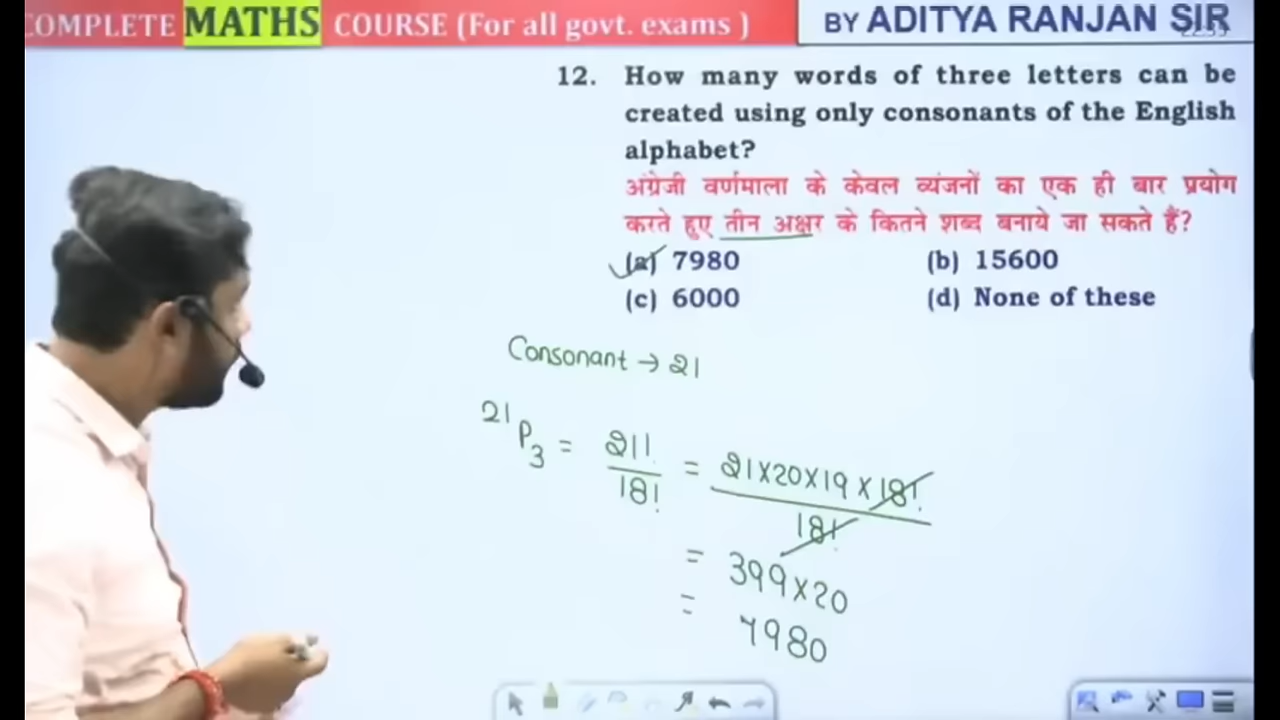 COMPLETE MATHS COURSE (For all govt. exams )
BY ADITYA RANJAN SIR
12. How many words of three letters can be
created using only consonants of the English
alphabet?
अंग्रेजी वर्णमाला के केवल व्यंजनों का एक ही बार प्रयोग
करते हुए तीन अक्षर के कितने शब्द बनाये जा सकते हैं?
(a) 7980 (b) 15600
(c) 6000 (d) None of these
Consonant → 21
21P3 = 21! / 18! = 21×20×19×18! / 18!
= 399×20
= 7980